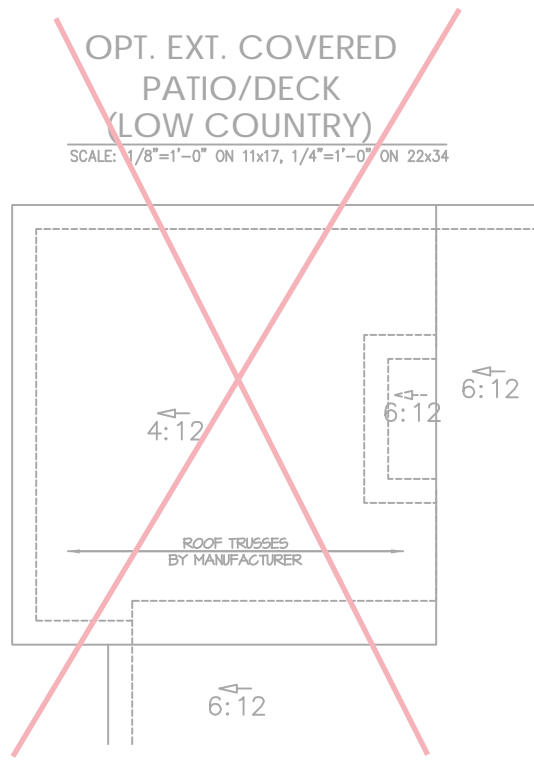 OPT. EXT. COVERED
PATIO/DECK
(LOW COUNTRY)
SCALE: 1/8"=1'-0" ON 11x17, 1/4"=1'-0" ON 22x34
6:12
6:12
4:12
ROOF TRUSSES
BY MANUFACTURER
6:12